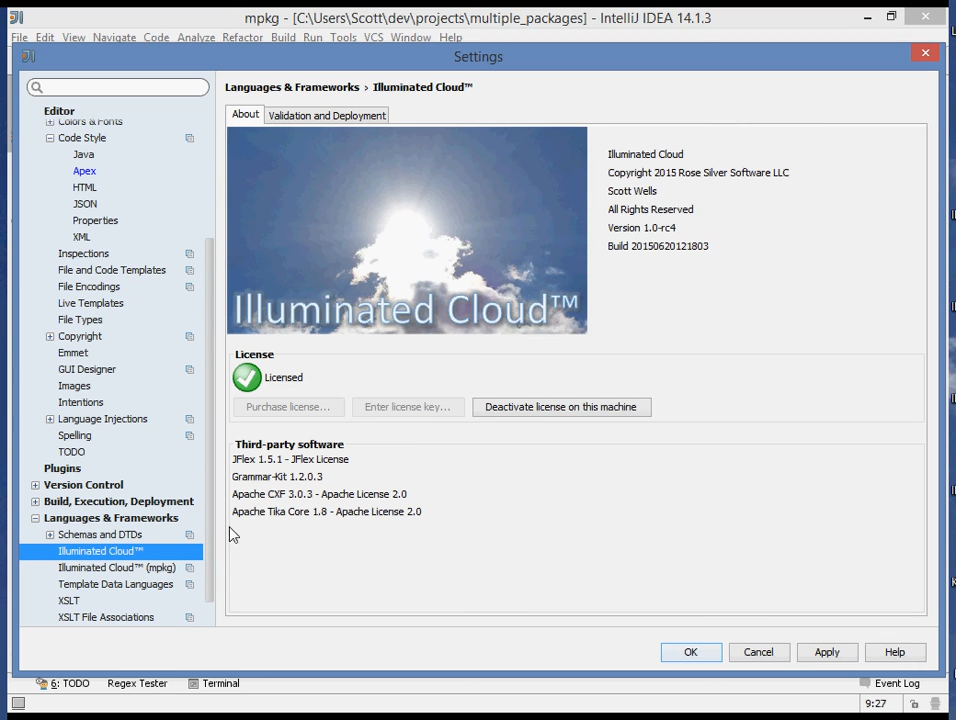 mpkg - [C:\Users\Scott\dev\projects\multiple_packages] - IntelliJ IDEA 14.1.3
File Edit View Navigate Code Analyze Refactor Build Run Tools VCS Window Help
Settings
Editor
Colors & Fonts
Code Style
Java
Apex
HTML
JSON
Properties
XML
Inspections
File and Code Templates
File Encodings
Live Templates
File Types
Copyright
Emmet
GUI Designer
Images
Intentions
Language Injections
Spelling
TODO
Plugins
Version Control
Build, Execution, Deployment
Languages & Frameworks
Schemas and DTDs
Illuminated Cloud™
Illuminated Cloud™ (mpkg)
Template Data Languages
XSLT
XSLT File Associations
Languages & Frameworks › Illuminated Cloud™
About Validation and Deployment
Illuminated Cloud™
Illuminated Cloud
Copyright 2015 Rose Silver Software LLC
Scott Wells
All Rights Reserved
Version 1.0-rc4
Build 20150620121803
License
Licensed
Purchase license... Enter license key... Deactivate license on this machine
Third-party software
JFlex 1.5.1 - JFlex License
Grammar-Kit 1.2.0.3
Apache CXF 3.0.3 - Apache License 2.0
Apache Tika Core 1.8 - Apache License 2.0
OK Cancel Apply Help
6: TODO Regex Tester Terminal Event Log
9:27